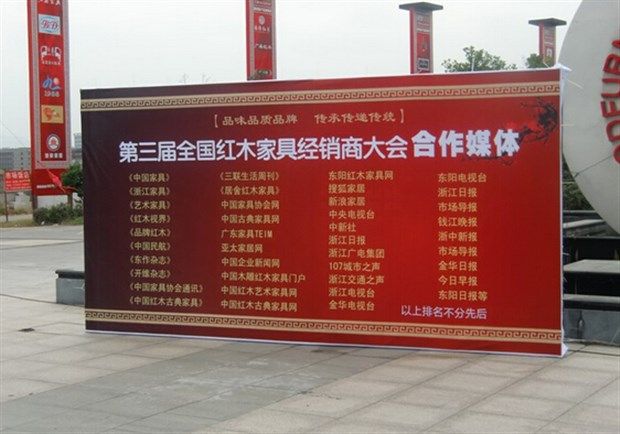 【品味品质品牌 传承传递传统】
第三届全国红木家具经销商大会合作媒体
《中国家具》
《浙江家具》
《艺术家具》
《红木视界》
《品牌红木》
《中国民航》
《东作杂志》
《开维杂志》
《中国家具协会通讯》
《中国红木古典家具》
《三联生活周刊》
《居舍红木家具》
中国家具协会网
中国古典家具网
广东家具TEIM
亚太家居网
中国企业新闻网
中国木雕红木家具门户
中国红木艺术家具网
中国红木古典家具网
东阳红木家具网
搜狐家居
新浪家居
中央电视台
中新社
浙江日报
浙江广电集团
107城市之声
浙江交通之声
浙江电视台
金华电视台
东阳电视台
浙江日报
市场导报
钱江晚报
浙中新报
市场导报
金华日报
今日早报
东阳日报等
以上排名不分先后
1988